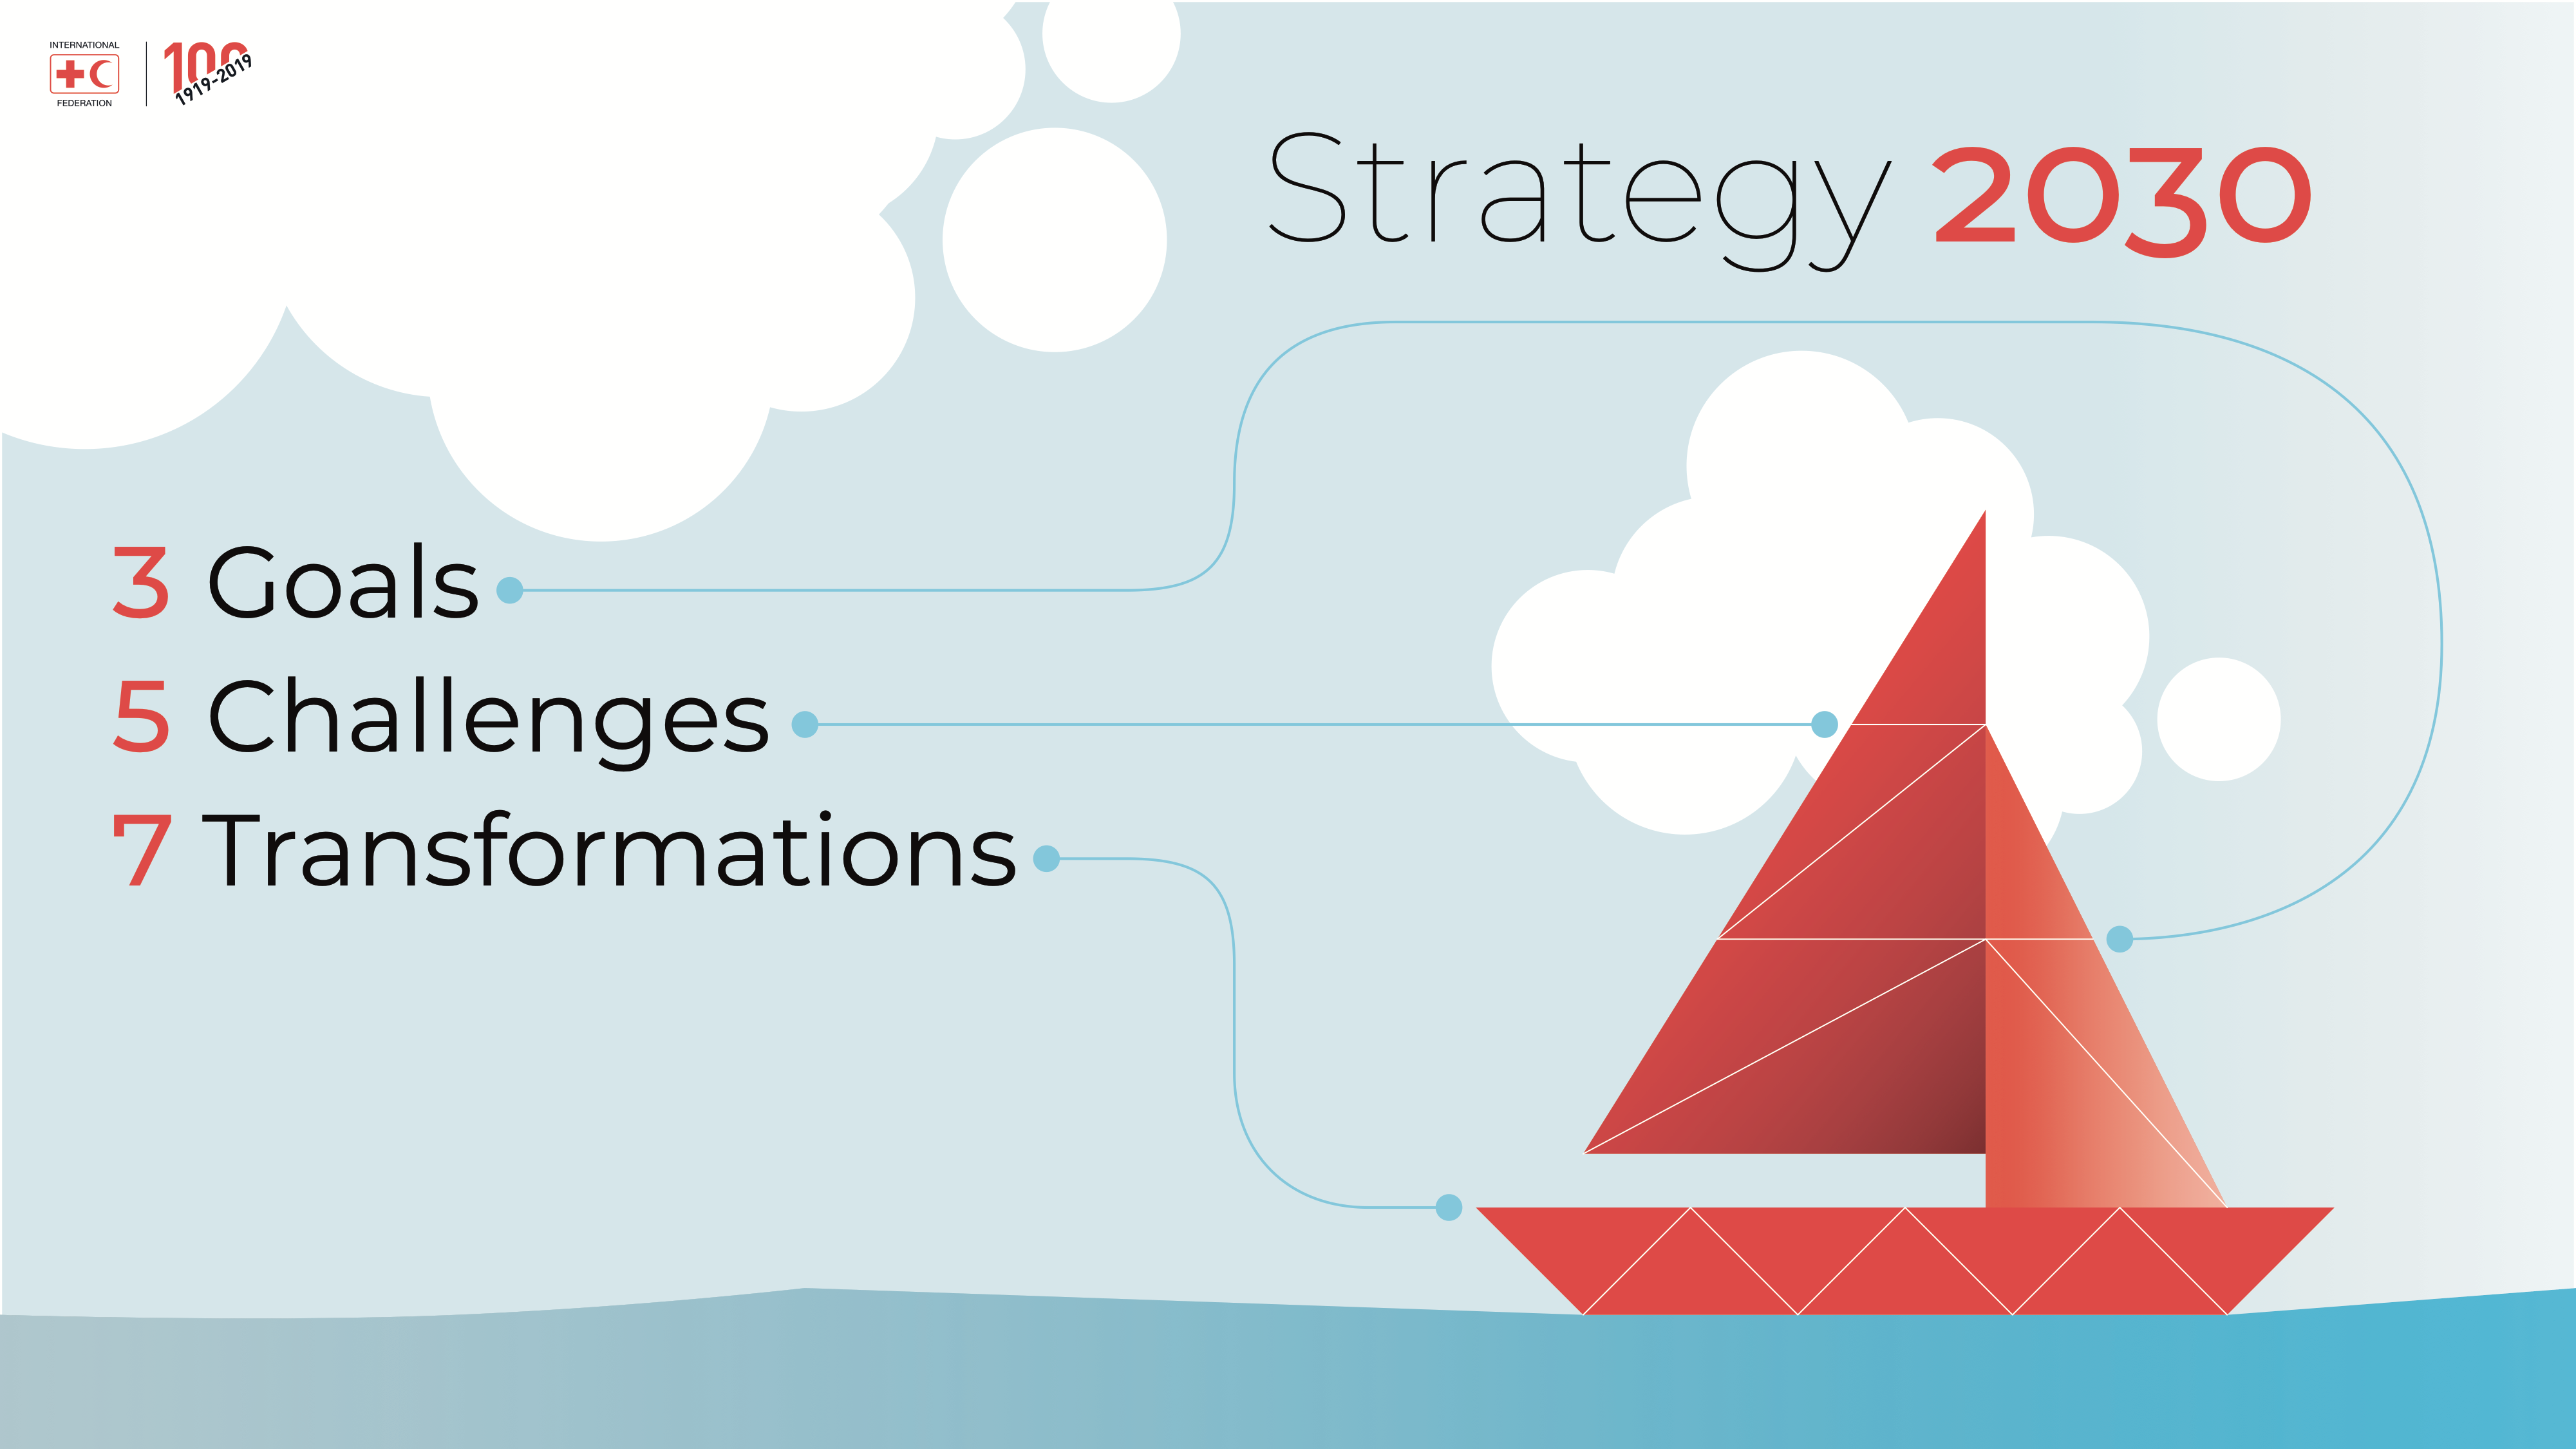 INTERNATIONAL
FEDERATION
100
1919-2019
Strategy 2030
3 Goals
5 Challenges
7 Transformations